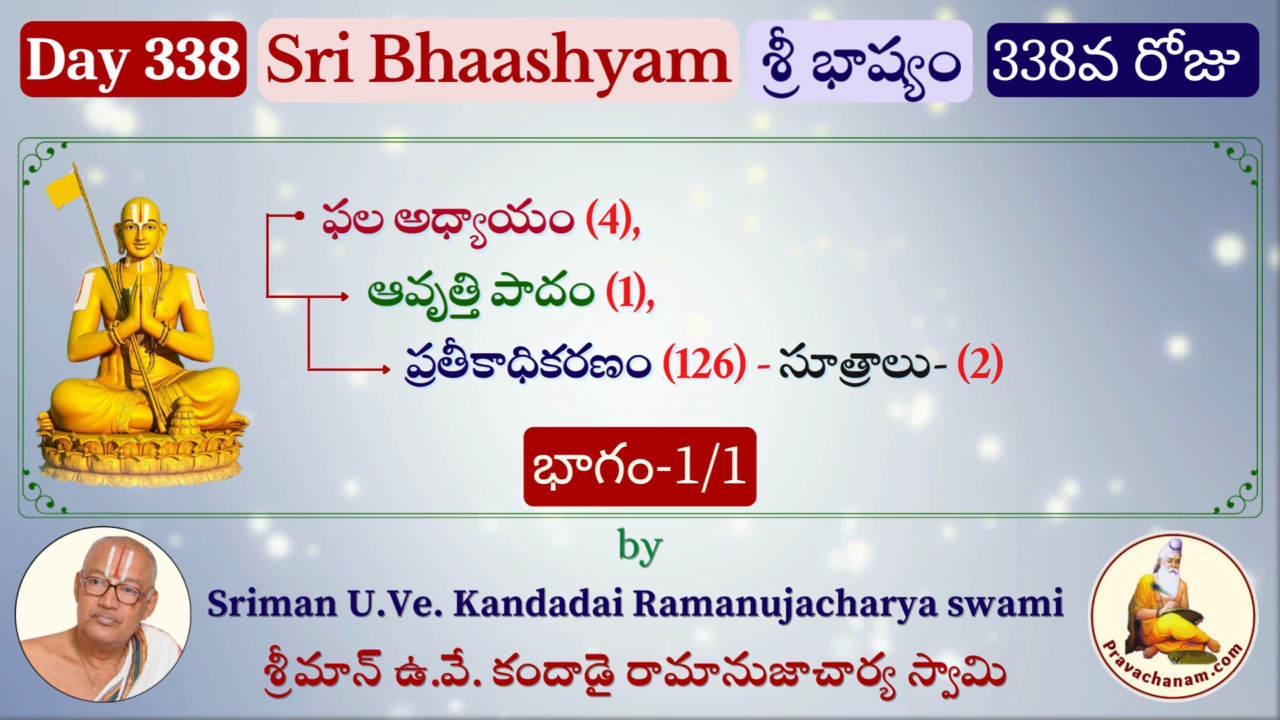 Day 338 Sri Bhaashyam శ్రీ భాష్యం 338వ రోజు
ఫల అధ్యాయం (4),
ఆవృత్తి పాదం (1),
ప్రతీకాధికరణం (126) - సూత్రాలు- (2)
భాగం-1/1
by
Sriman U.Ve. Kandadai Ramanujacharya swami
శ్రీమాన్ ఉ.వే. కందాడై రామానుజాచార్య స్వామి
Pravachanam.com